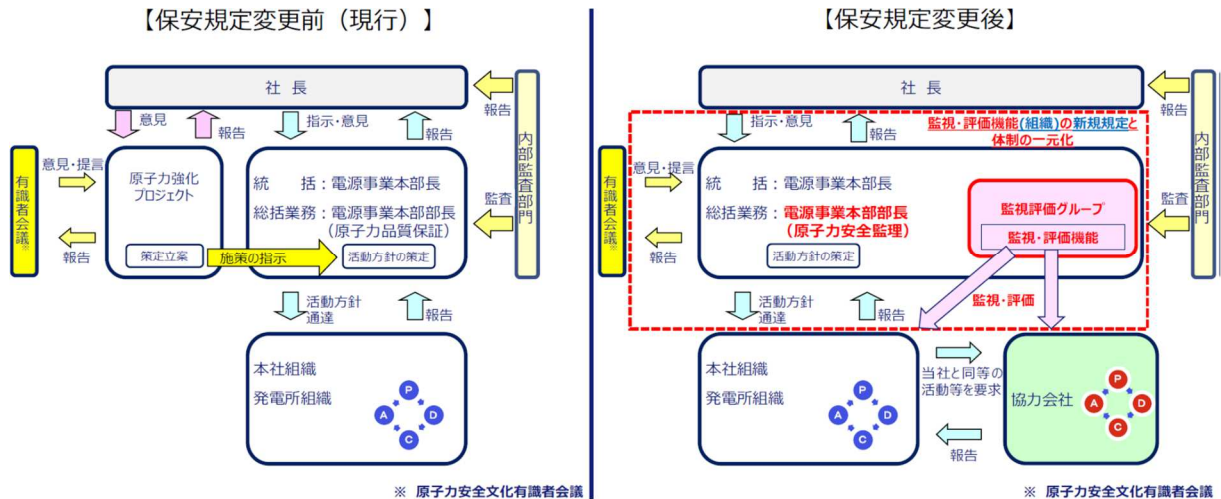 【保安規定変更前（現行）】
社 長
意見
報告
指示・意見
報告
報告
内部監査部門
有識者会議※
意見・提言
報告
原子力強化
プロジェクト
策定立案
施策の指示
統　　括：電源事業本部長
総括業務：電源事業本部部長
（原子力品質保証）
活動方針の策定
監査
活動方針
通達
報告
本社組織
発電所組織
P
D
C
A
※ 原子力安全文化有識者会議
【保安規定変更後】
社 長
指示・意見
報告
報告
内部監査部門
監視・評価機能(組織)の新規規定と
体制の一元化
有識者会議※
意見・提言
報告
統　　括：電源事業本部長
総括業務：電源事業本部部長
（原子力安全監理）
活動方針の策定
監視評価グループ
監視・評価機能
監査
監視・評価
活動方針
通達
報告
本社組織
発電所組織
P
D
C
A
当社と同等の
活動等を要求
報告
協力会社
P
D
C
A
※ 原子力安全文化有識者会議